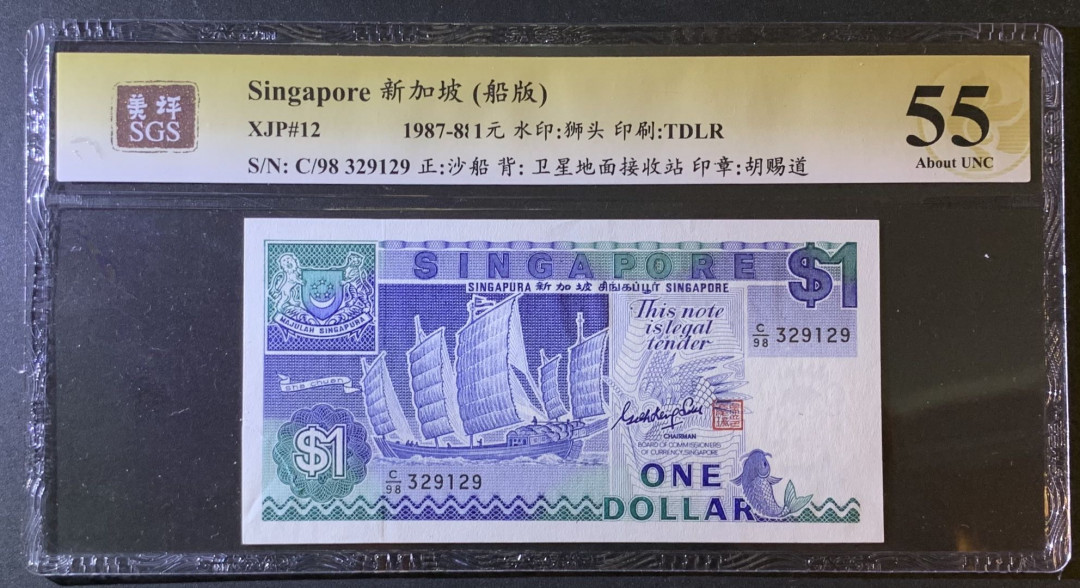 美评
SGS
Singapore 新加坡 (船版)
XJP#12 1987-88 1元 水印:狮头 印刷:TDLR
S/N: C/98 329129 正:沙船 背: 卫星地面接收站 印章:胡赐道
55
About UNC
SINGAPORE
SINGAPURA 新加坡 சிங்கப்பூர் SINGAPORE
$1
MAJULAH SINGAPURA
This note
is legal
tender
C/98 329129
sha chuan
CHAIRMAN
BOARD OF COMMISSIONERS
OF CURRENCY, SINGAPORE
$1
C/98 329129
ONE
DOLLAR